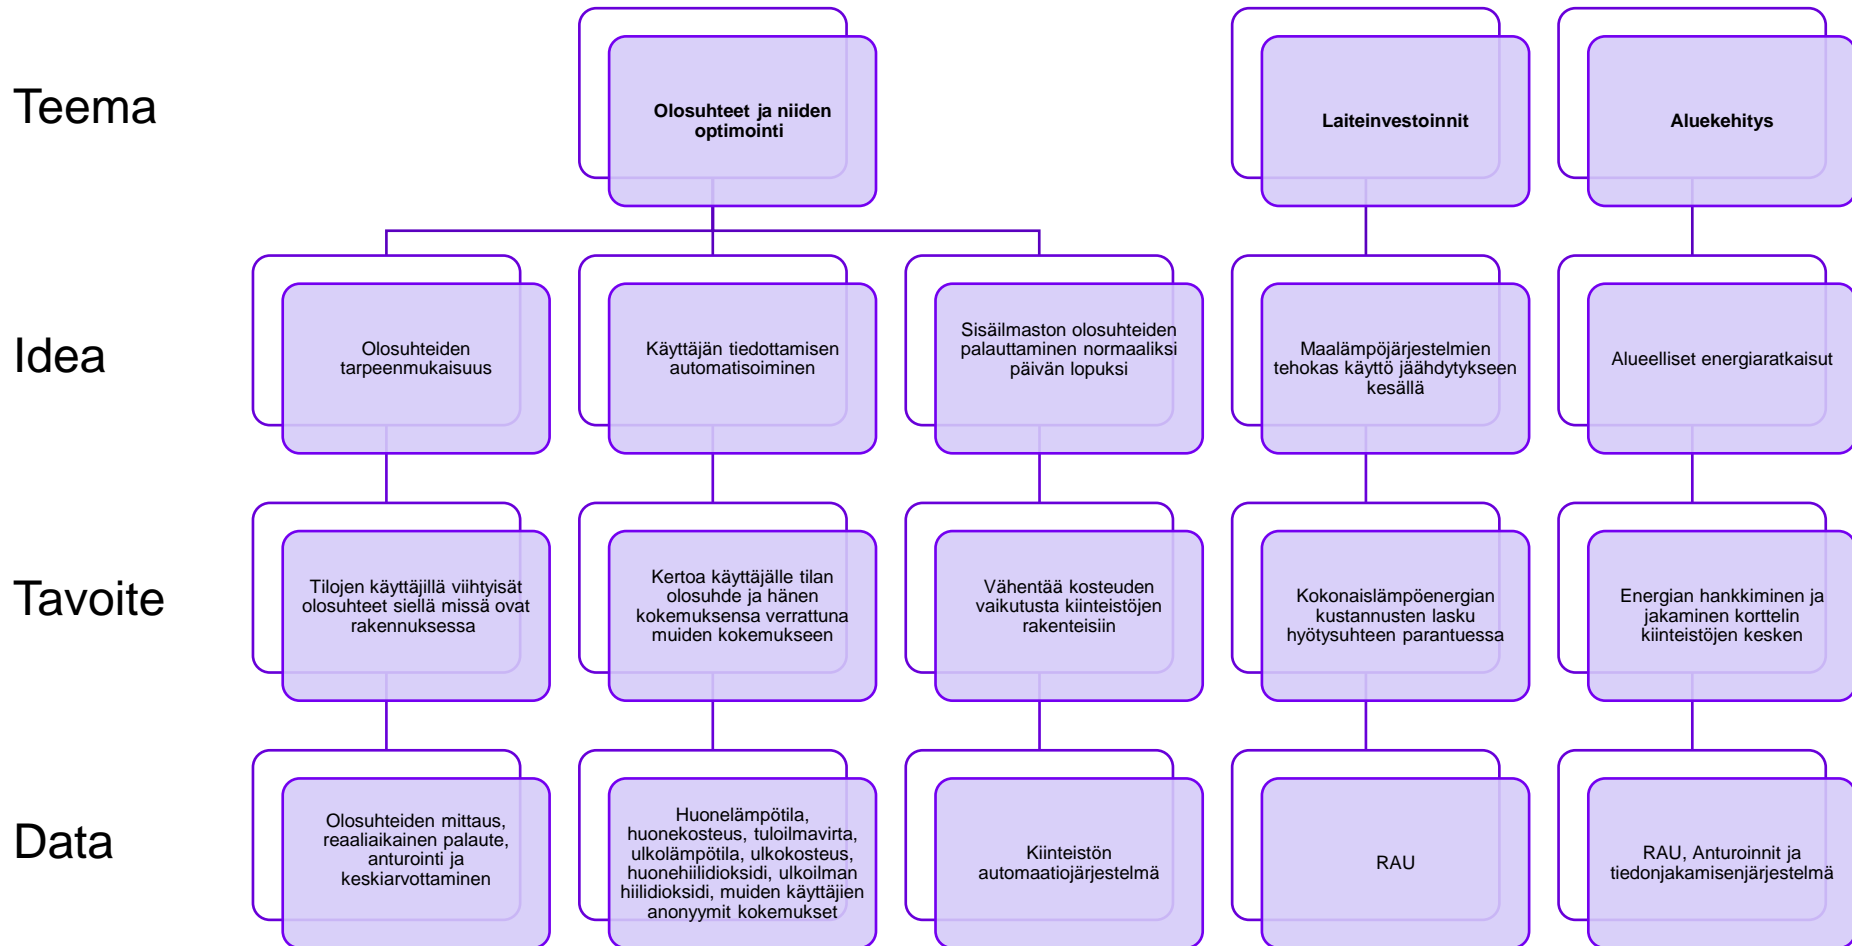 Teema
Olosuhteet ja niiden
optimointi
Laiteinvestoinnit
Aluekehitys
Idea
Olosuhteiden
tarpeenmukaisuus
Käyttäjän tiedottamisen
automatisoiminen
Sisäilmaston olosuhteiden
palauttaminen normaaliksi
päivän lopuksi
Maalämpöjärjestelmien
tehokas käyttö jäähdytykseen
kesällä
Alueelliset energiaratkaisut
Tavoite
Tilojen käyttäjillä viihtyisät
olosuhteet siellä missä ovat
rakennuksessa
Kertoa käyttäjälle tilan
olosuhde ja hänen
kokemuksensa verrattuna
muiden kokemukseen
Vähentää kosteuden
vaikutusta kiinteistöjen
rakenteisiin
Kokonaislämpöenergian
kustannusten lasku
hyötysuhteen parantuessa
Energian hankkiminen ja
jakaminen korttelin
kiinteistöjen kesken
Data
Olosuhteiden mittaus,
reaaliaikainen palaute,
anturointi ja
keskiarvottaminen
Huonelämpötila,
huonekosteus, tuloilmavirta,
ulkolämpötila, ulkokosteus,
huonehiilidioksidi, ulkoilman
hiilidioksidi, muiden käyttäjien
anonyymit kokemukset
Kiinteistön
automaatiojärjestelmä
RAU
RAU, Anturoinnit ja
tiedonjakamisenjärjestelmä